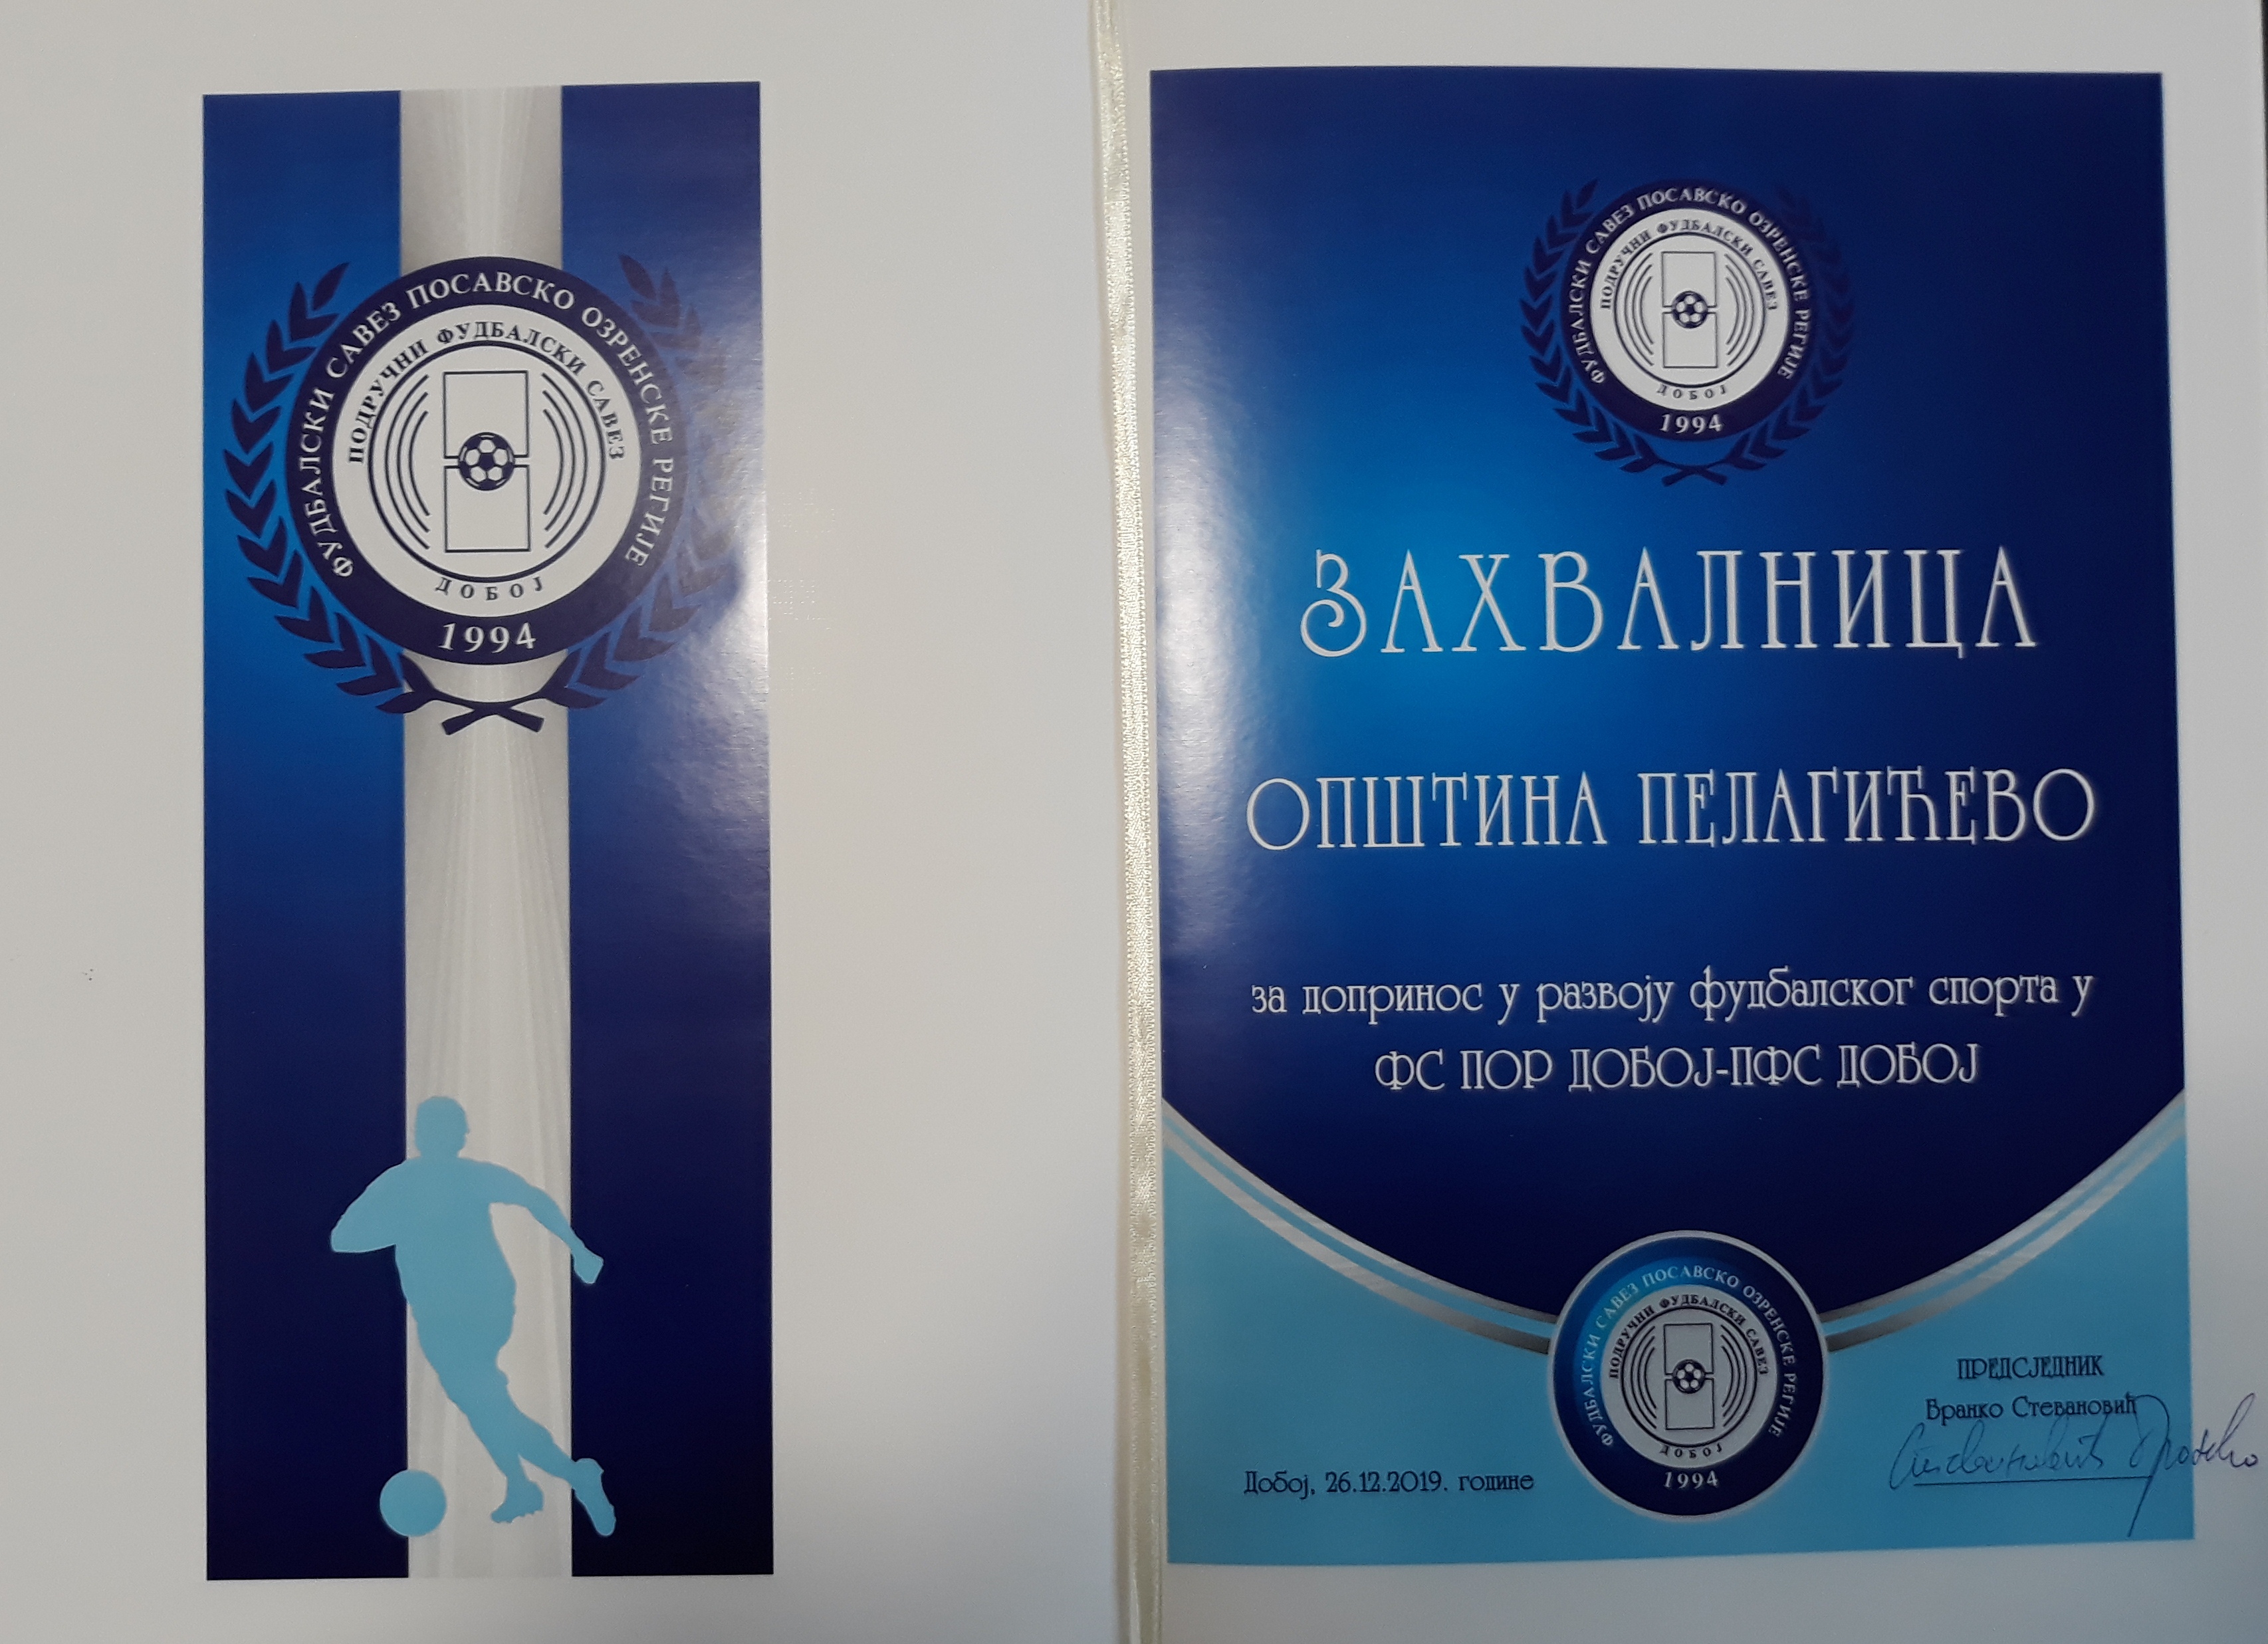 ФУДБАЛСКИ САВЕЗ ПОСАВСКО ОЗРЕНСКЕ РЕГИЈЕ
ПОДРУЧНИ ФУДБАЛСКИ САВЕЗ
ДОБОЈ
1994
ФУДБАЛСКИ САВЕЗ ПОСАВСКО ОЗРЕНСКЕ РЕГИЈЕ
ПОДРУЧНИ ФУДБАЛСКИ САВЕЗ
ДОБОЈ
1994
ЗАХВАЛНИЦА
ОПШТИНА ПЕЛАГИЋЕВО
за допринос у развоју фудбалског спорта у
ФС ПОР ДОБОЈ-ПФС ДОБОЈ
ФУДБАЛСКИ САВЕЗ ПОСАВСКО ОЗРЕНСКЕ РЕГИЈЕ
ПОДРУЧНИ ФУДБАЛСКИ САВЕЗ
ДОБОЈ
1994
Добој, 26.12.2019. године
ПРЕДСЈЕДНИК
Бранко Стевановић